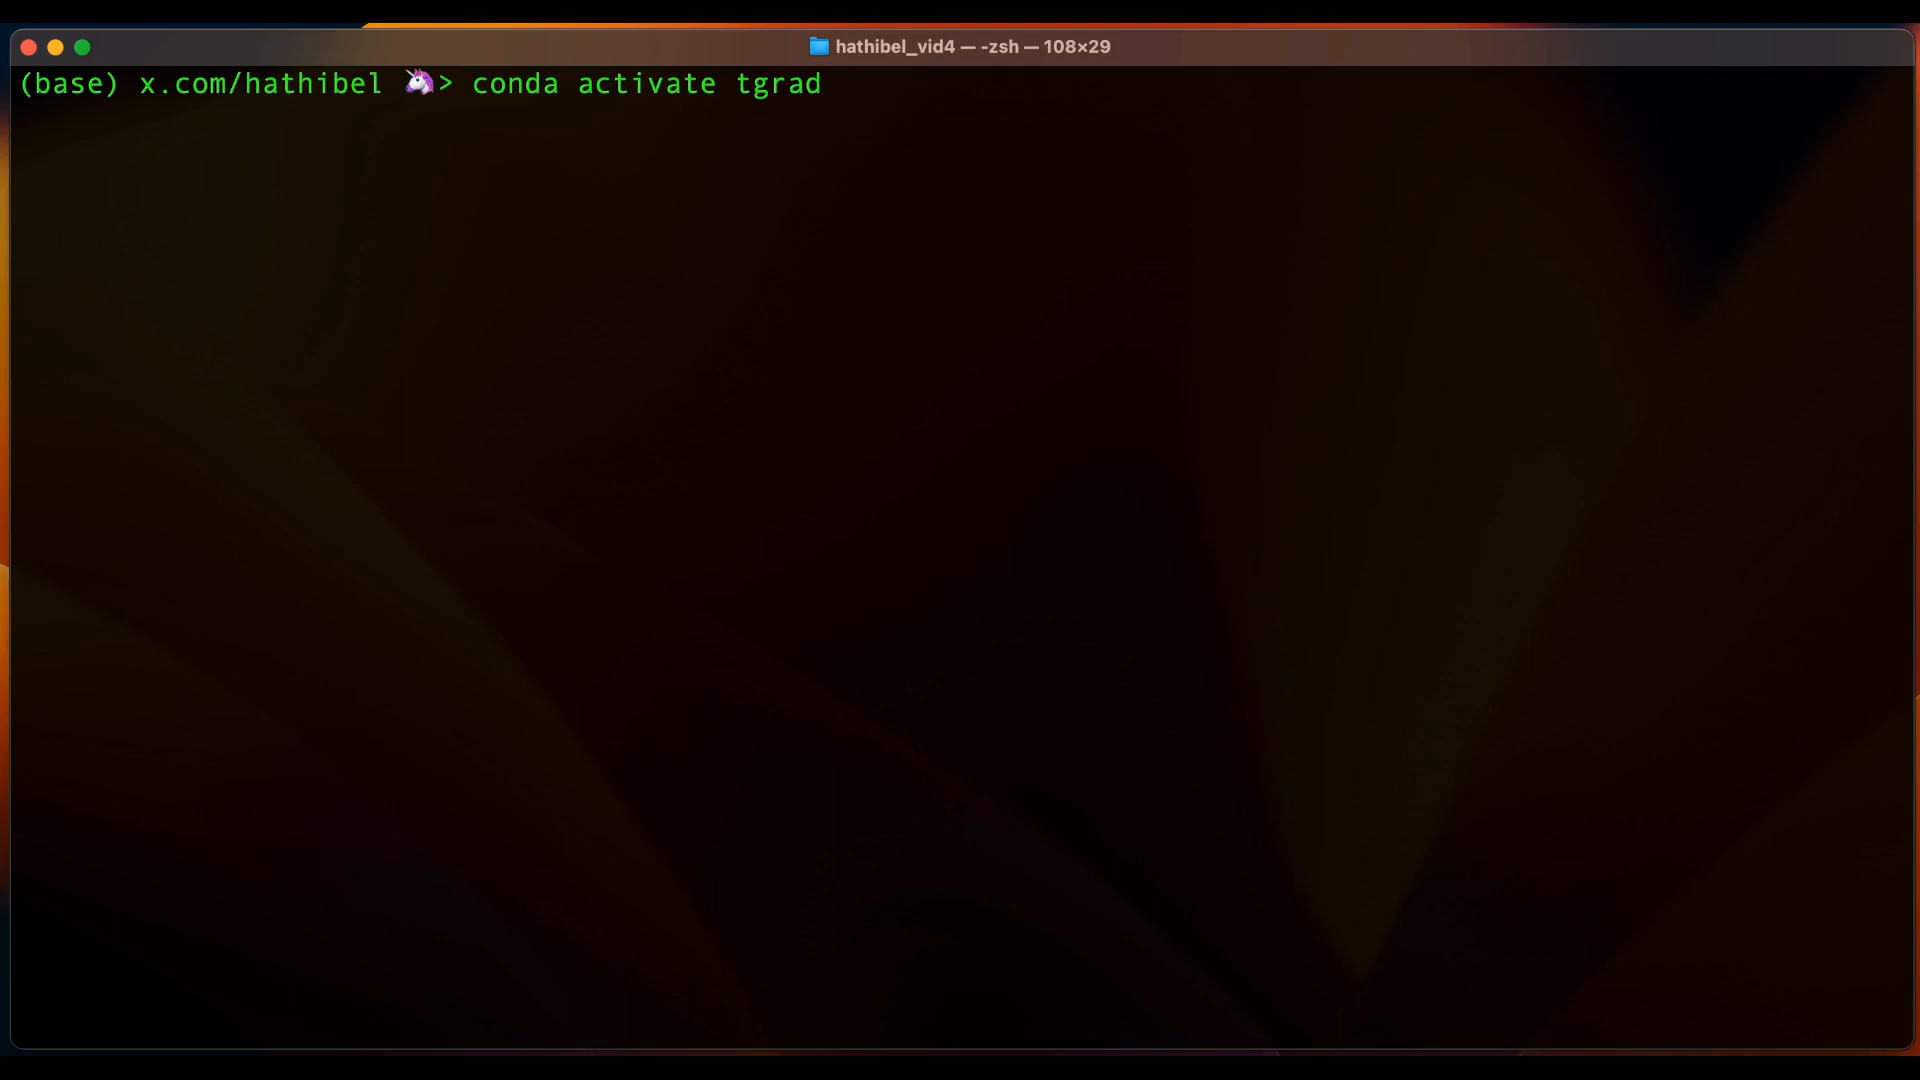 hathibel_vid4 — -zsh — 108×29
(base) x.com/hathibel 🦄> conda activate tgrad